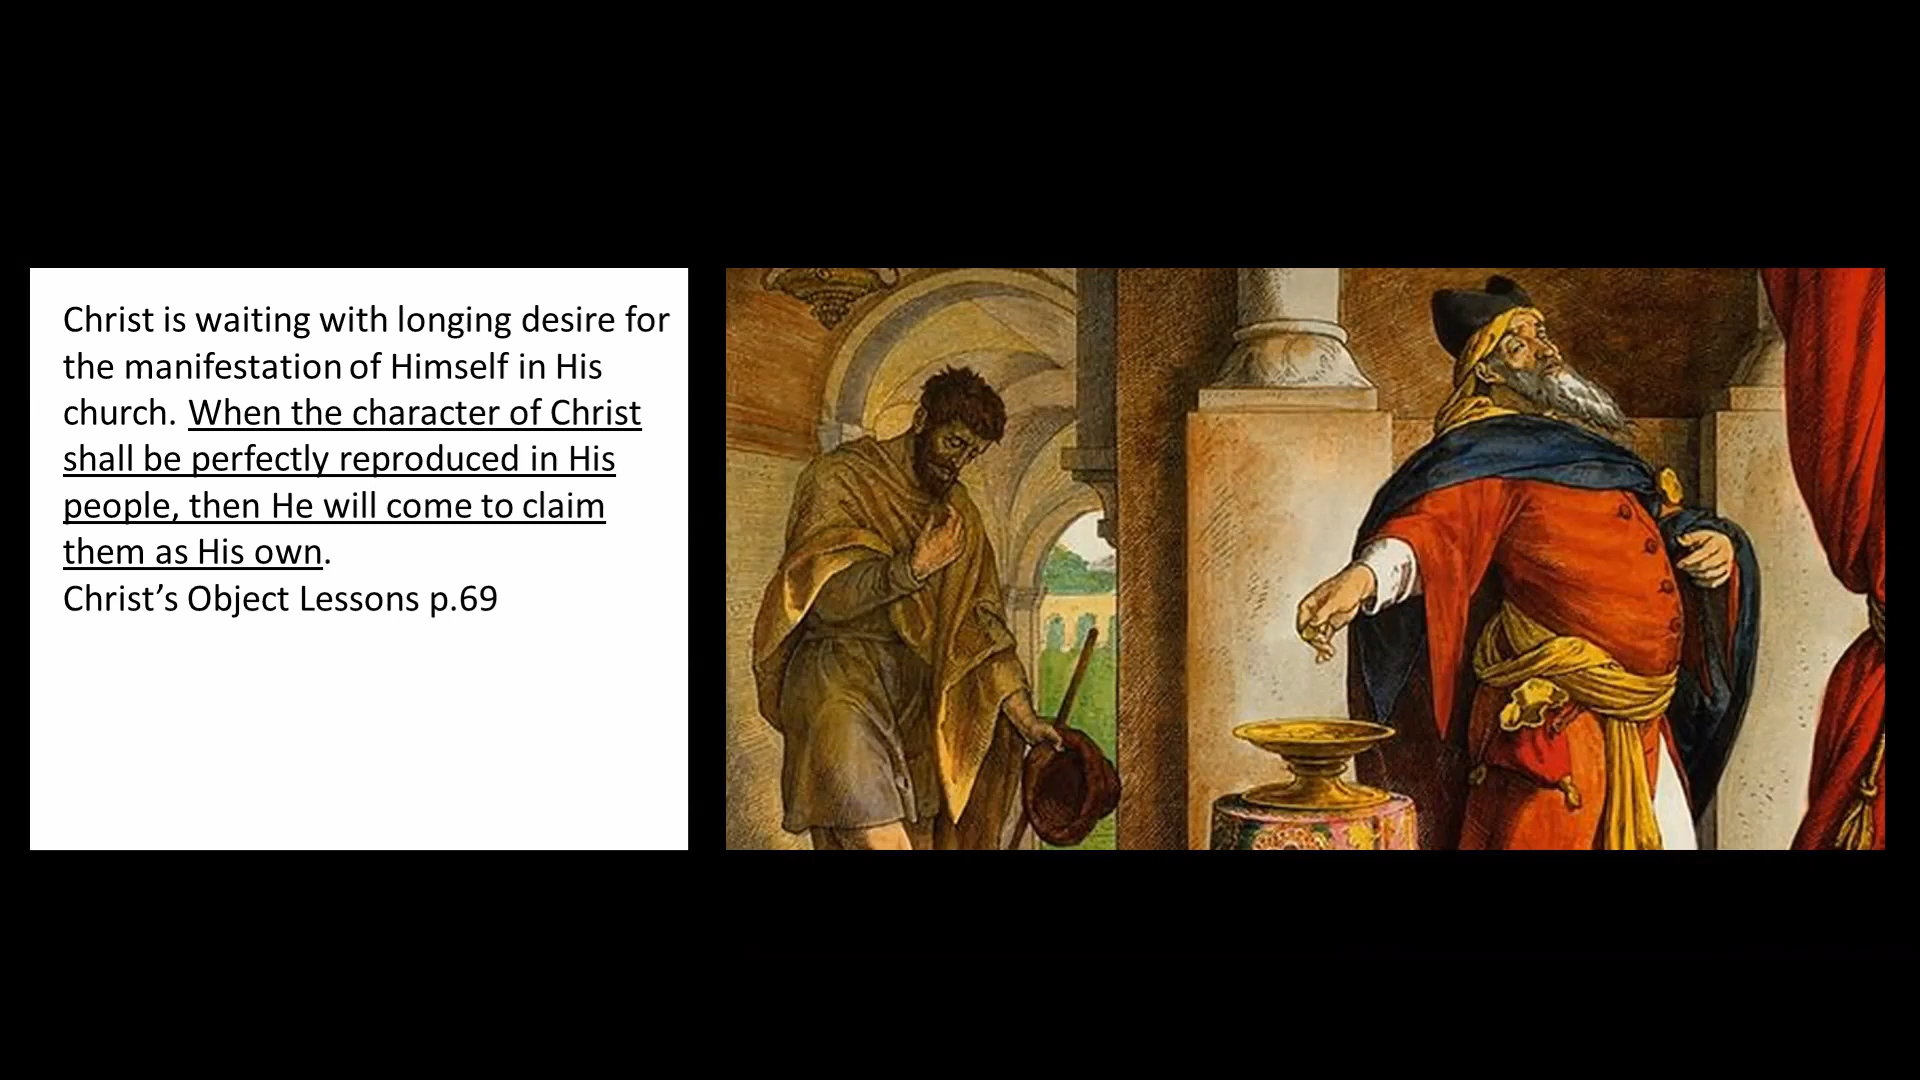 Christ is waiting with longing desire for
the manifestation of Himself in His
church. When the character of Christ
shall be perfectly reproduced in His
people, then He will come to claim
them as His own.
Christ’s Object Lessons p.69